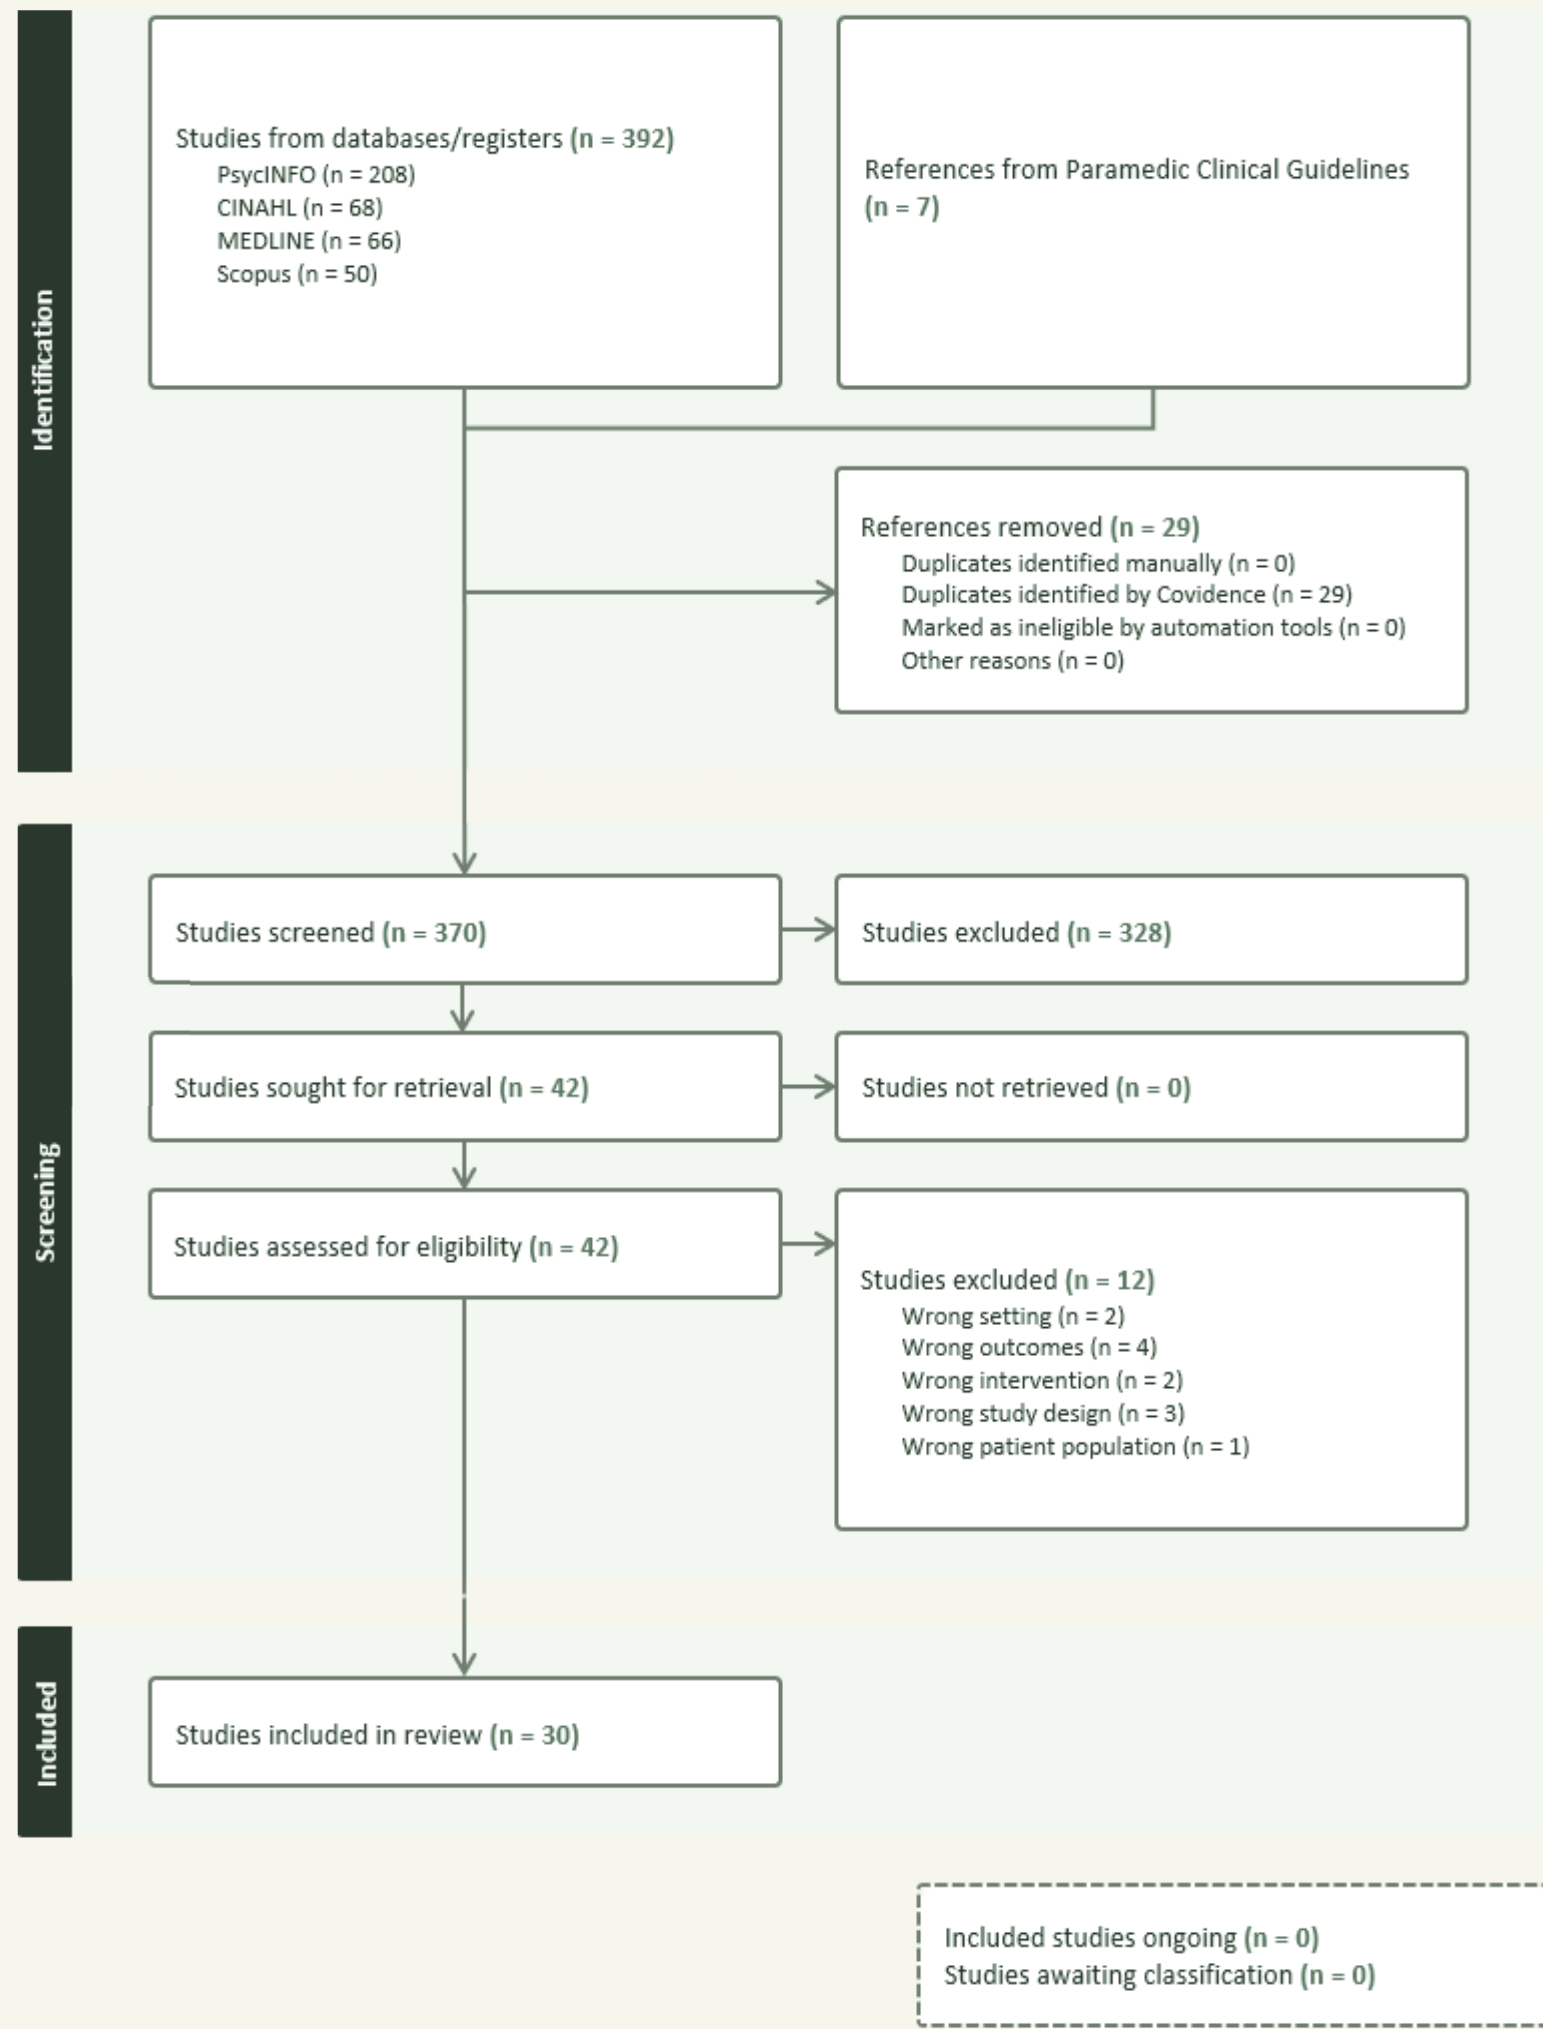 Identification
Studies from databases/registers (n = 392)
PsycINFO (n = 208)
CINAHL (n = 68)
MEDLINE (n = 66)
Scopus (n = 50)
References from Paramedic Clinical Guidelines
(n = 7)
References removed (n = 29)
Duplicates identified manually (n = 0)
Duplicates identified by Covidence (n = 29)
Marked as ineligible by automation tools (n = 0)
Other reasons (n = 0)
Screening
Studies screened (n = 370)
Studies excluded (n = 328)
Studies sought for retrieval (n = 42)
Studies not retrieved (n = 0)
Studies assessed for eligibility (n = 42)
Studies excluded (n = 12)
Wrong setting (n = 2)
Wrong outcomes (n = 4)
Wrong intervention (n = 2)
Wrong study design (n = 3)
Wrong patient population (n = 1)
Included
Studies included in review (n = 30)
Included studies ongoing (n = 0)
Studies awaiting classification (n = 0)